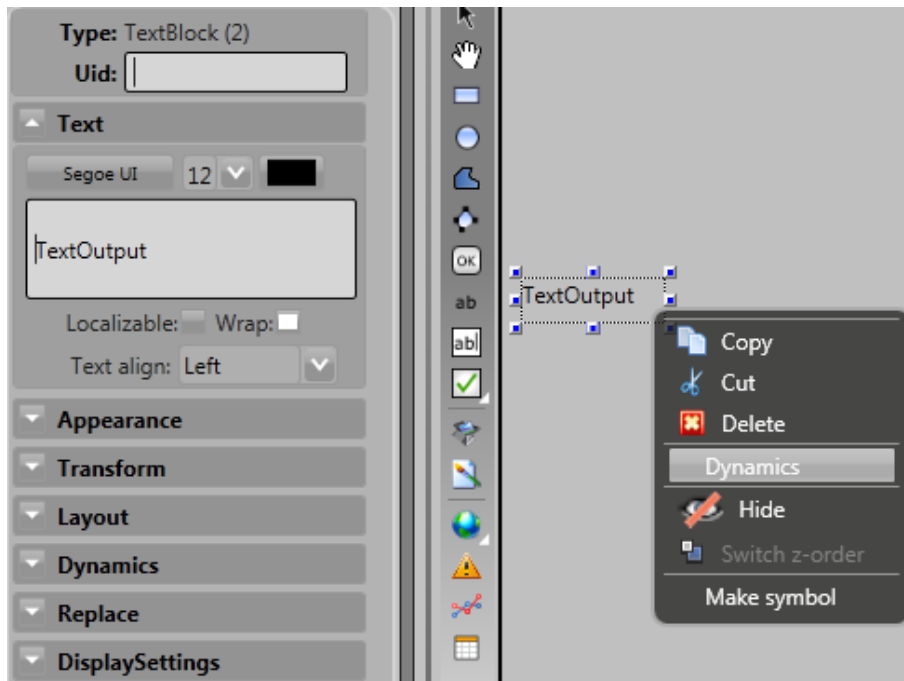 Type: TextBlock (2)
Uid:
Text
Segoe UI 12
TextOutput
Localizable: Wrap:
Text align: Left
Appearance
Transform
Layout
Dynamics
Replace
DisplaySettings
OK
ab
ab
TextOutput
Copy
Cut
Delete
Dynamics
Hide
Switch z-order
Make symbol